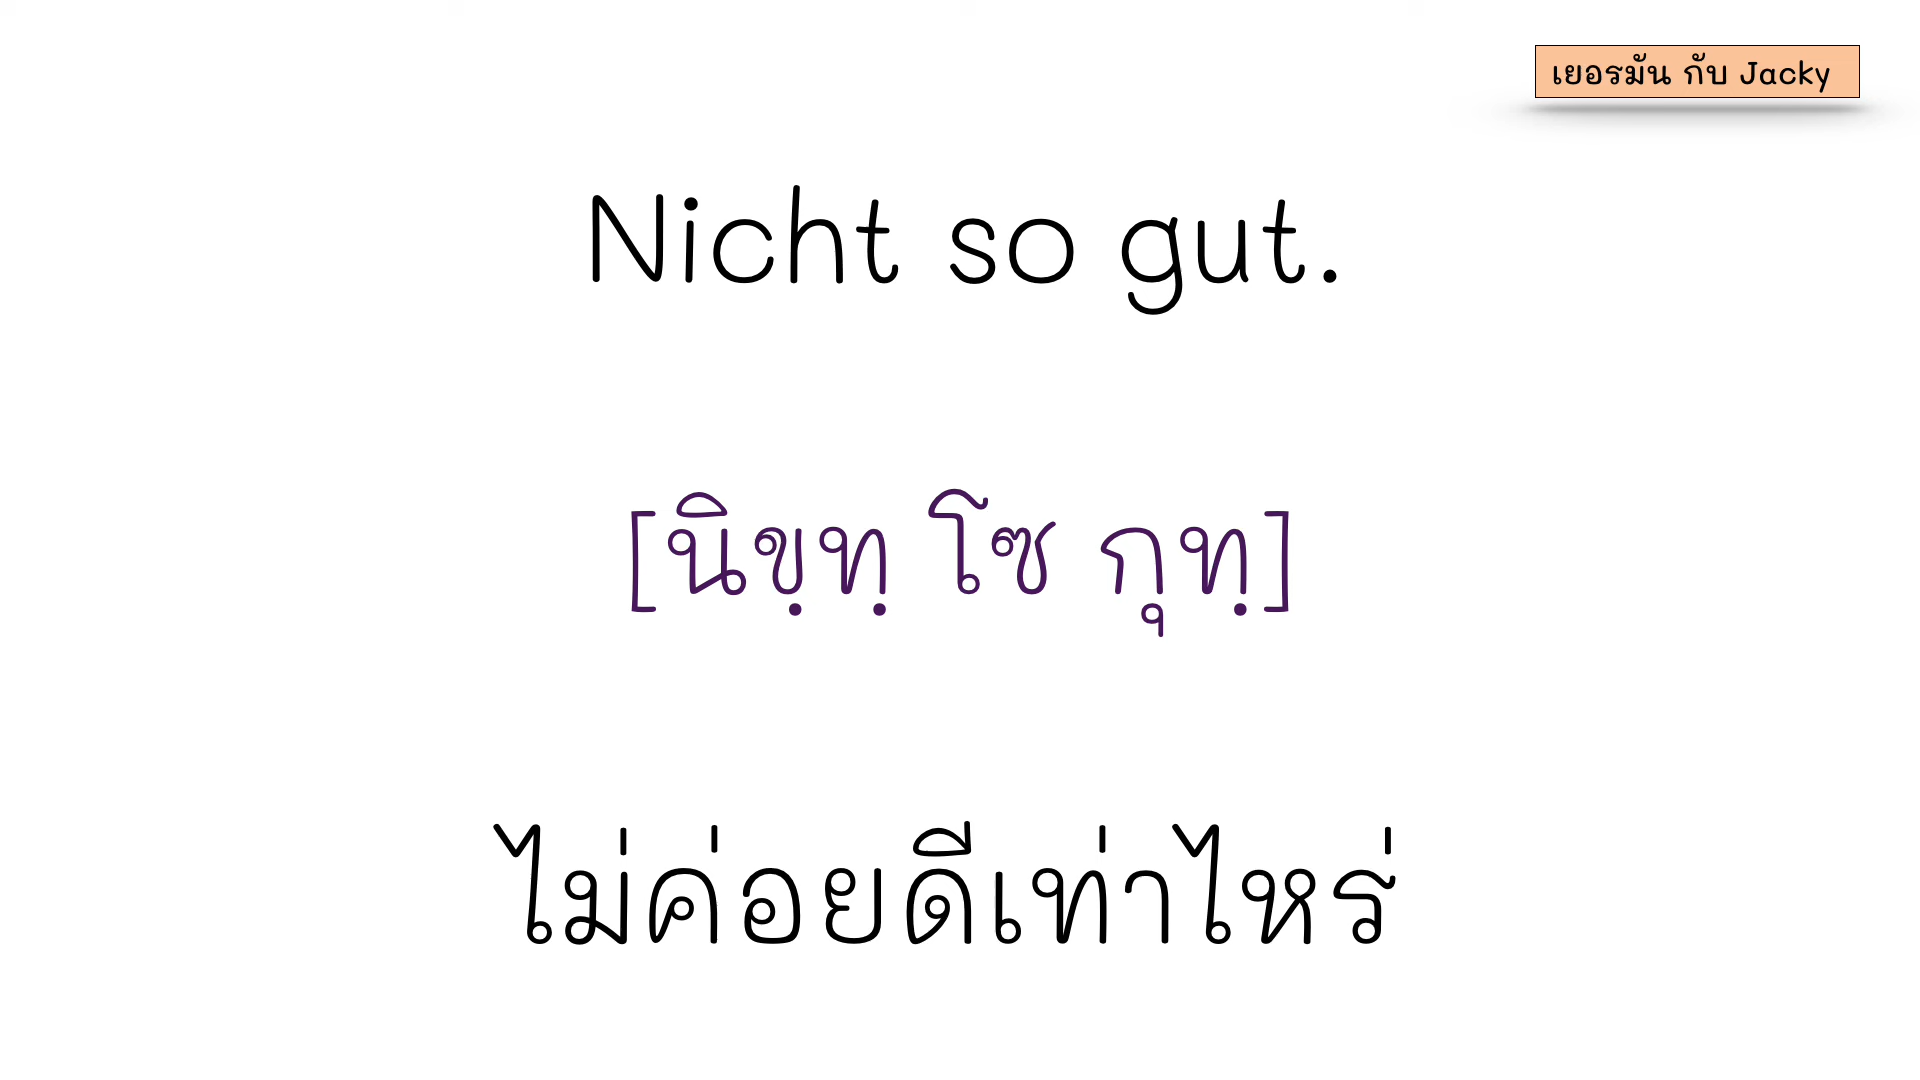 เยอรมัน กับ Jacky
Nicht so gut.
[นิขฺทฺ โซ กุทฺ]
ไม่ค่อยดีเท่าไหร่